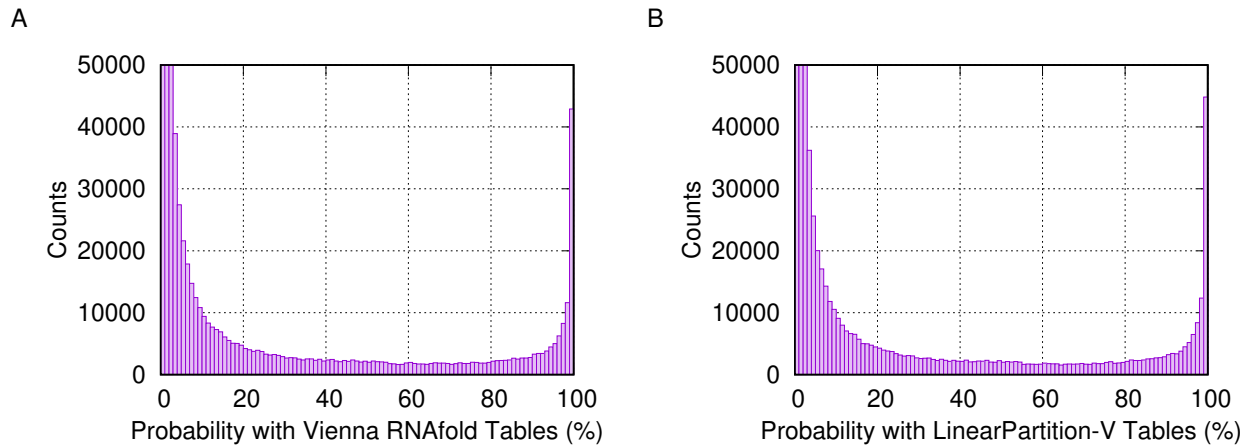 A
50000
40000
30000
20000
10000
0
Counts
0 20 40 60 80 100
Probability with Vienna RNAfold Tables (%)
B
50000
40000
30000
20000
10000
0
Counts
0 20 40 60 80 100
Probability with LinearPartition-V Tables (%)